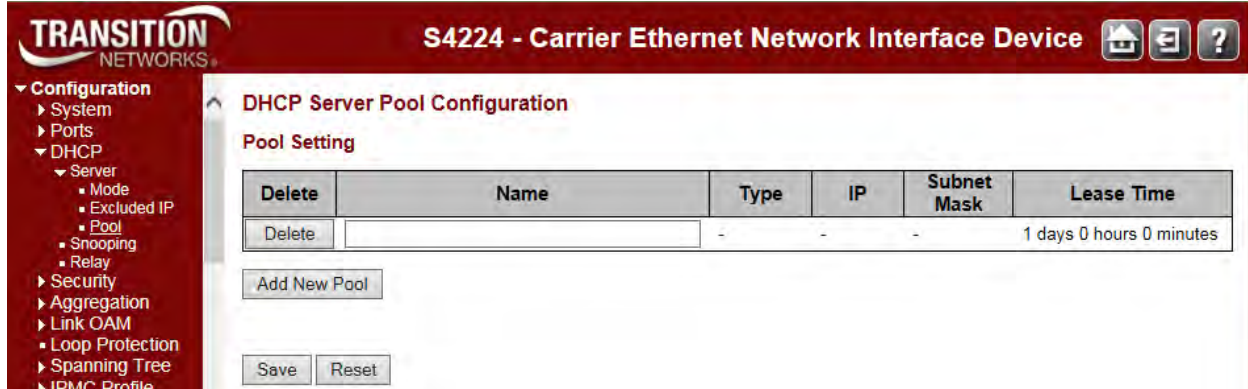 TRANSITION
NETWORKS®
S4224 - Carrier Ethernet Network Interface Device
?
Configuration
System
Ports
DHCP
Server
Mode
Excluded IP
Pool
Snooping
Relay
Security
Aggregation
Link OAM
Loop Protection
Spanning Tree
IPMC Profile
DHCP Server Pool Configuration
Pool Setting
Delete Name Type IP Subnet Mask Lease Time
Delete - - - 1 days 0 hours 0 minutes
Add New Pool
Save Reset